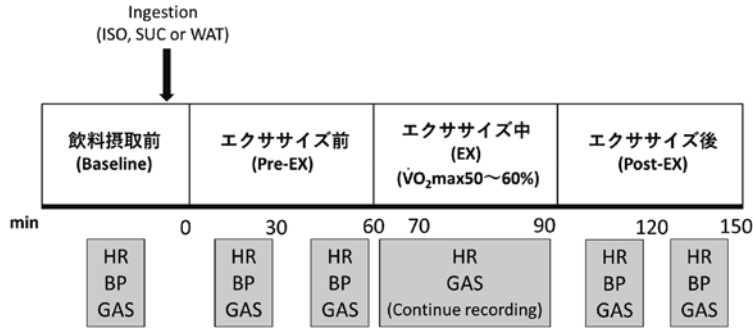 Ingestion
(ISO, SUC or WAT)
飲料摂取前
(Baseline)
エクササイズ前
(Pre-EX)
エクササイズ中
(EX)
(V̇O₂max50～60%)
エクササイズ後
(Post-EX)
min
0
30
60
70
90
120
150
HR
BP
GAS
HR
BP
GAS
HR
BP
GAS
HR
GAS
(Continue recording)
HR
BP
GAS
HR
BP
GAS